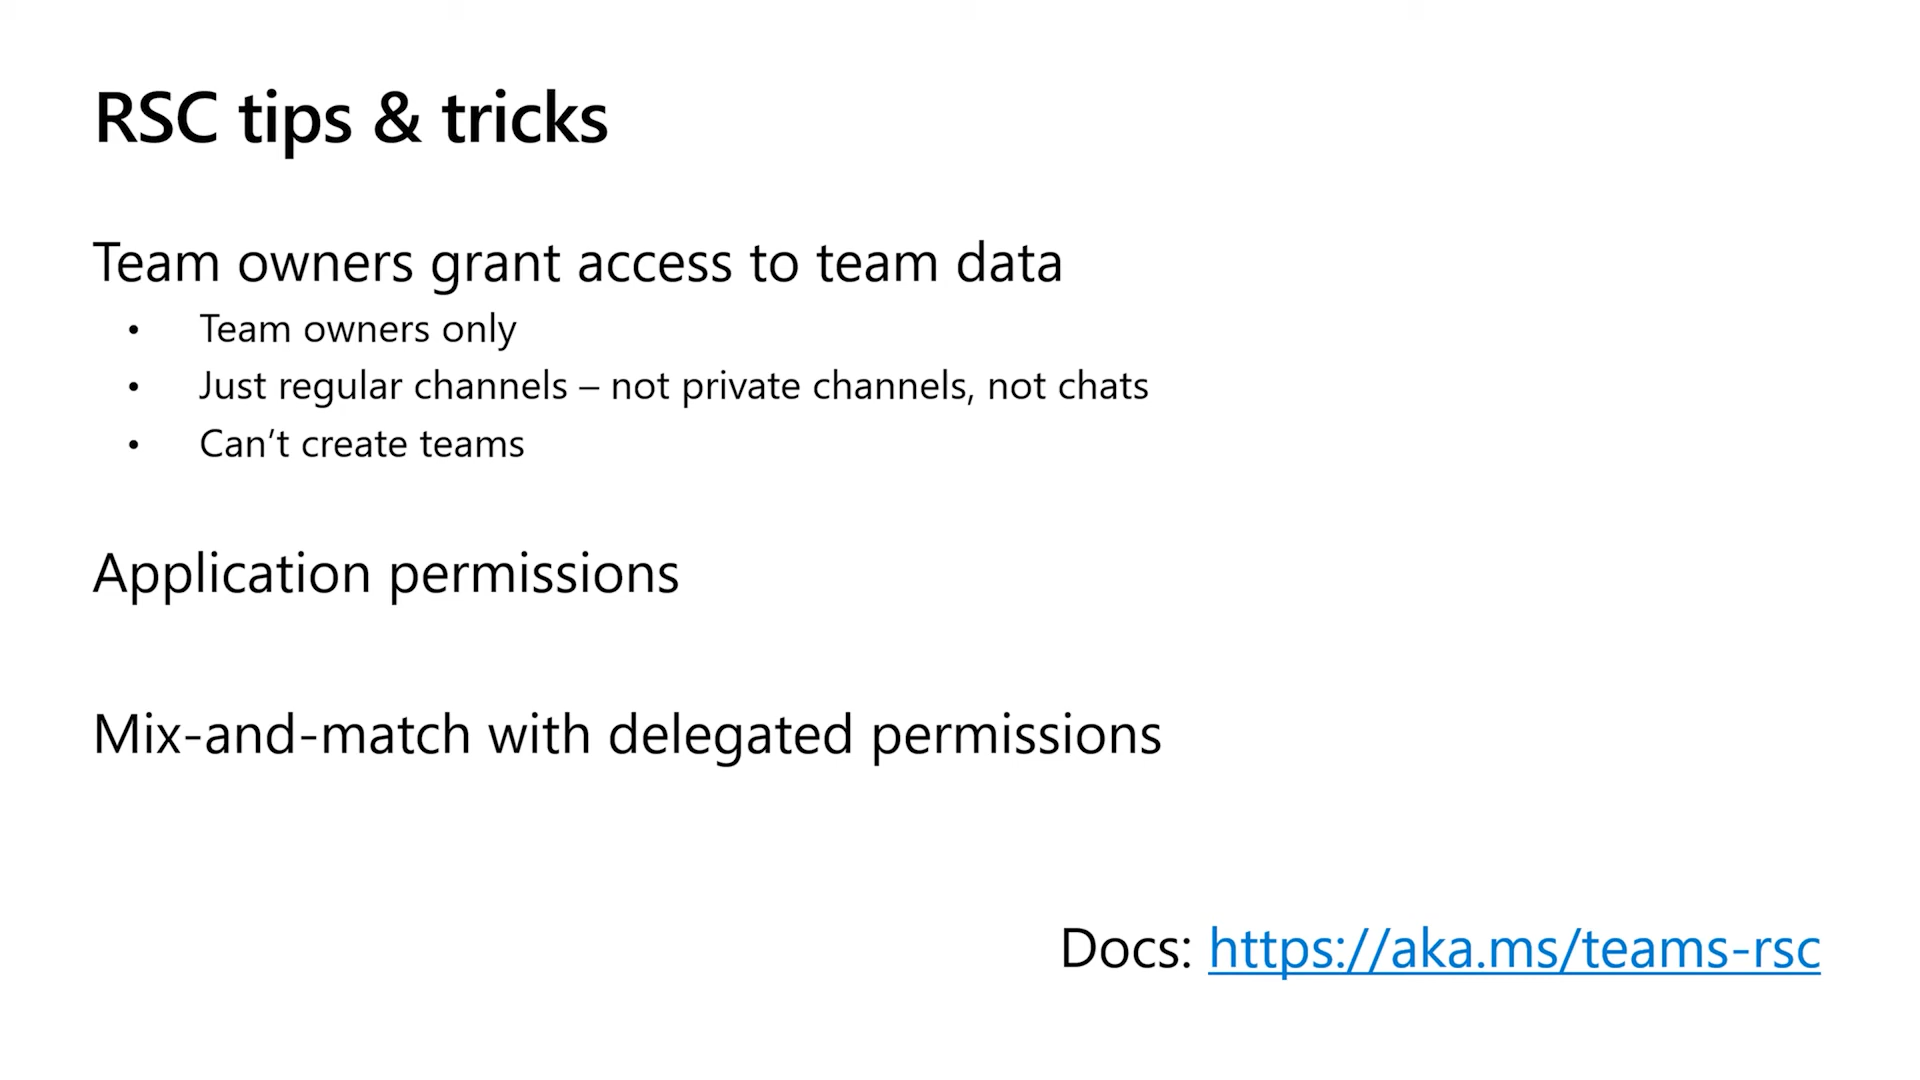 RSC tips & tricks
Team owners grant access to team data
• Team owners only
• Just regular channels – not private channels, not chats
• Can’t create teams
Application permissions
Mix-and-match with delegated permissions
Docs: https://aka.ms/teams-rsc